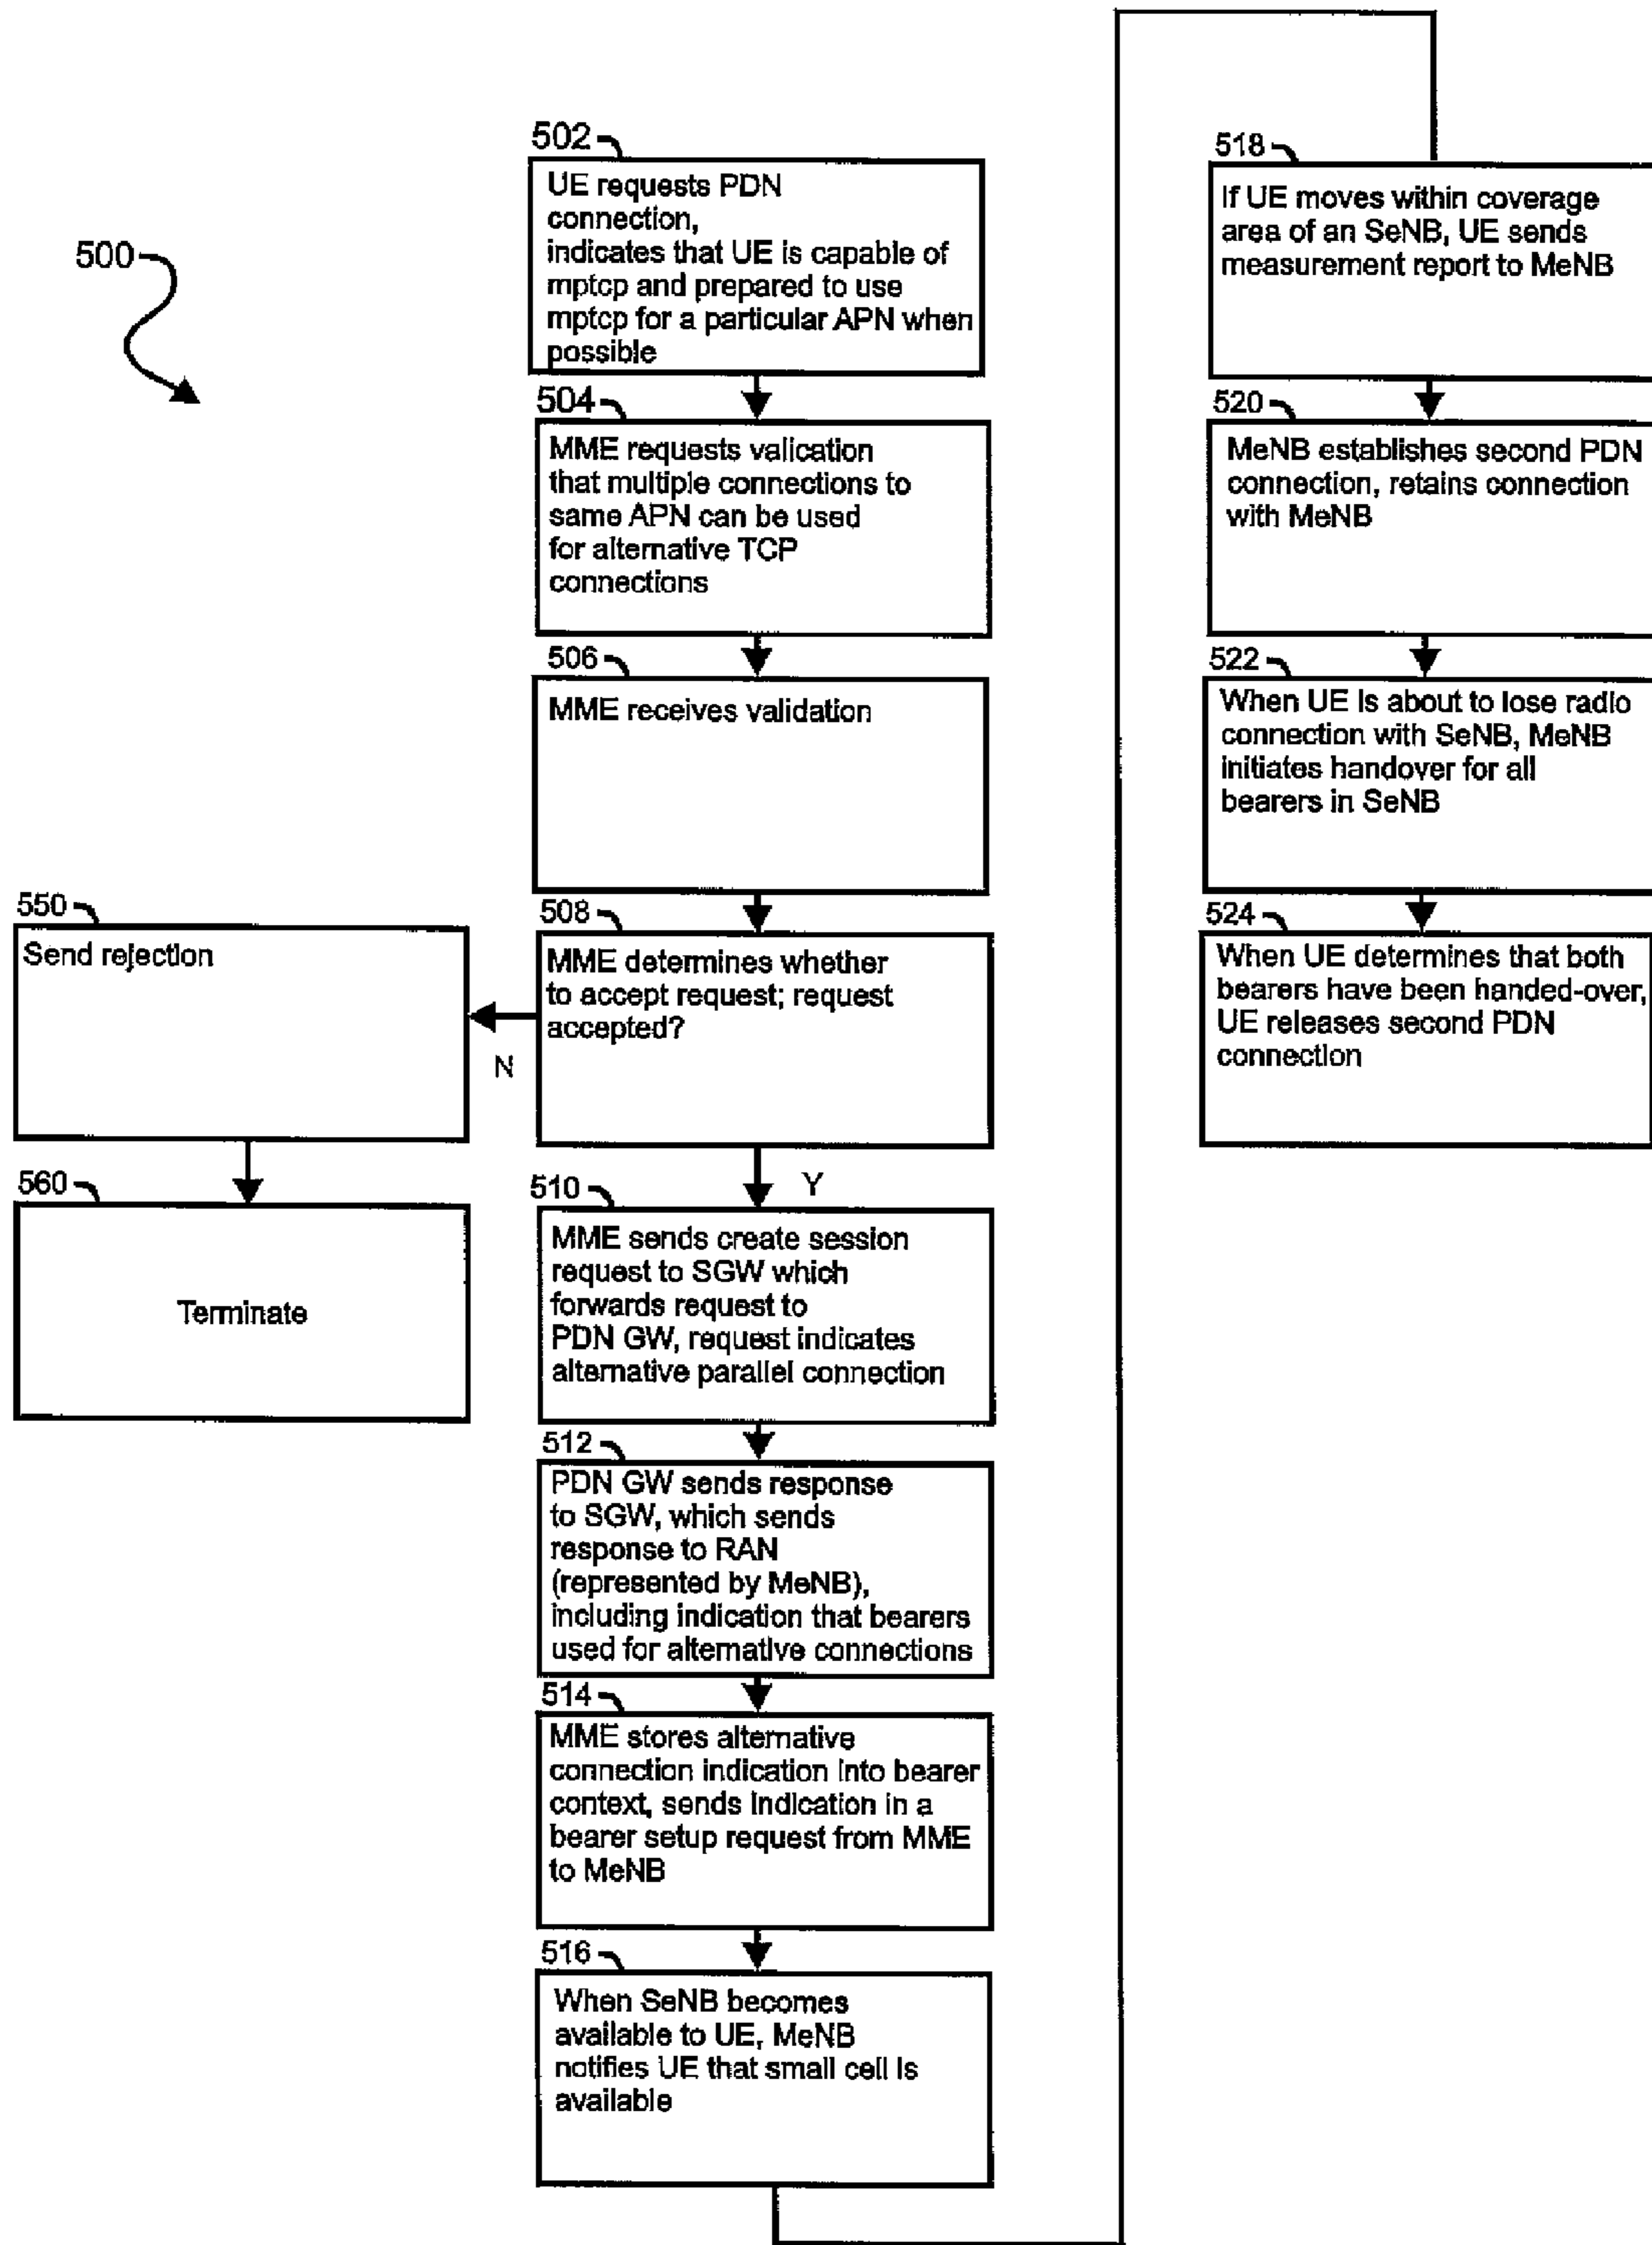 500
502
UE requests PDN
connection,
indicates that UE is capable of
mptcp and prepared to use
mptcp for a particular APN when
possible
504
MME requests valication
that multiple connections to
same APN can be used
for alternative TCP
connections
506
MME receives validation
508
MME determines whether
to accept request; request
accepted?
N
550
Send rejection
560
Terminate
Y
510
MME sends create session
request to SGW which
forwards request to
PDN GW, request indicates
alternative parallel connection
512
PDN GW sends response
to SGW, which sends
response to RAN
(represented by MeNB),
including indication that bearers
used for alternative connections
514
MME stores alternative
connection indication into bearer
context, sends indication in a
bearer setup request from MME
to MeNB
516
When SeNB becomes
available to UE, MeNB
notifies UE that small cell is
available
518
If UE moves within coverage
area of an SeNB, UE sends
measurement report to MeNB
520
MeNB establishes second PDN
connection, retains connection
with MeNB
522
When UE is about to lose radio
connection with SeNB, MeNB
initiates handover for all
bearers in SeNB
524
When UE determines that both
bearers have been handed-over,
UE releases second PDN
connection